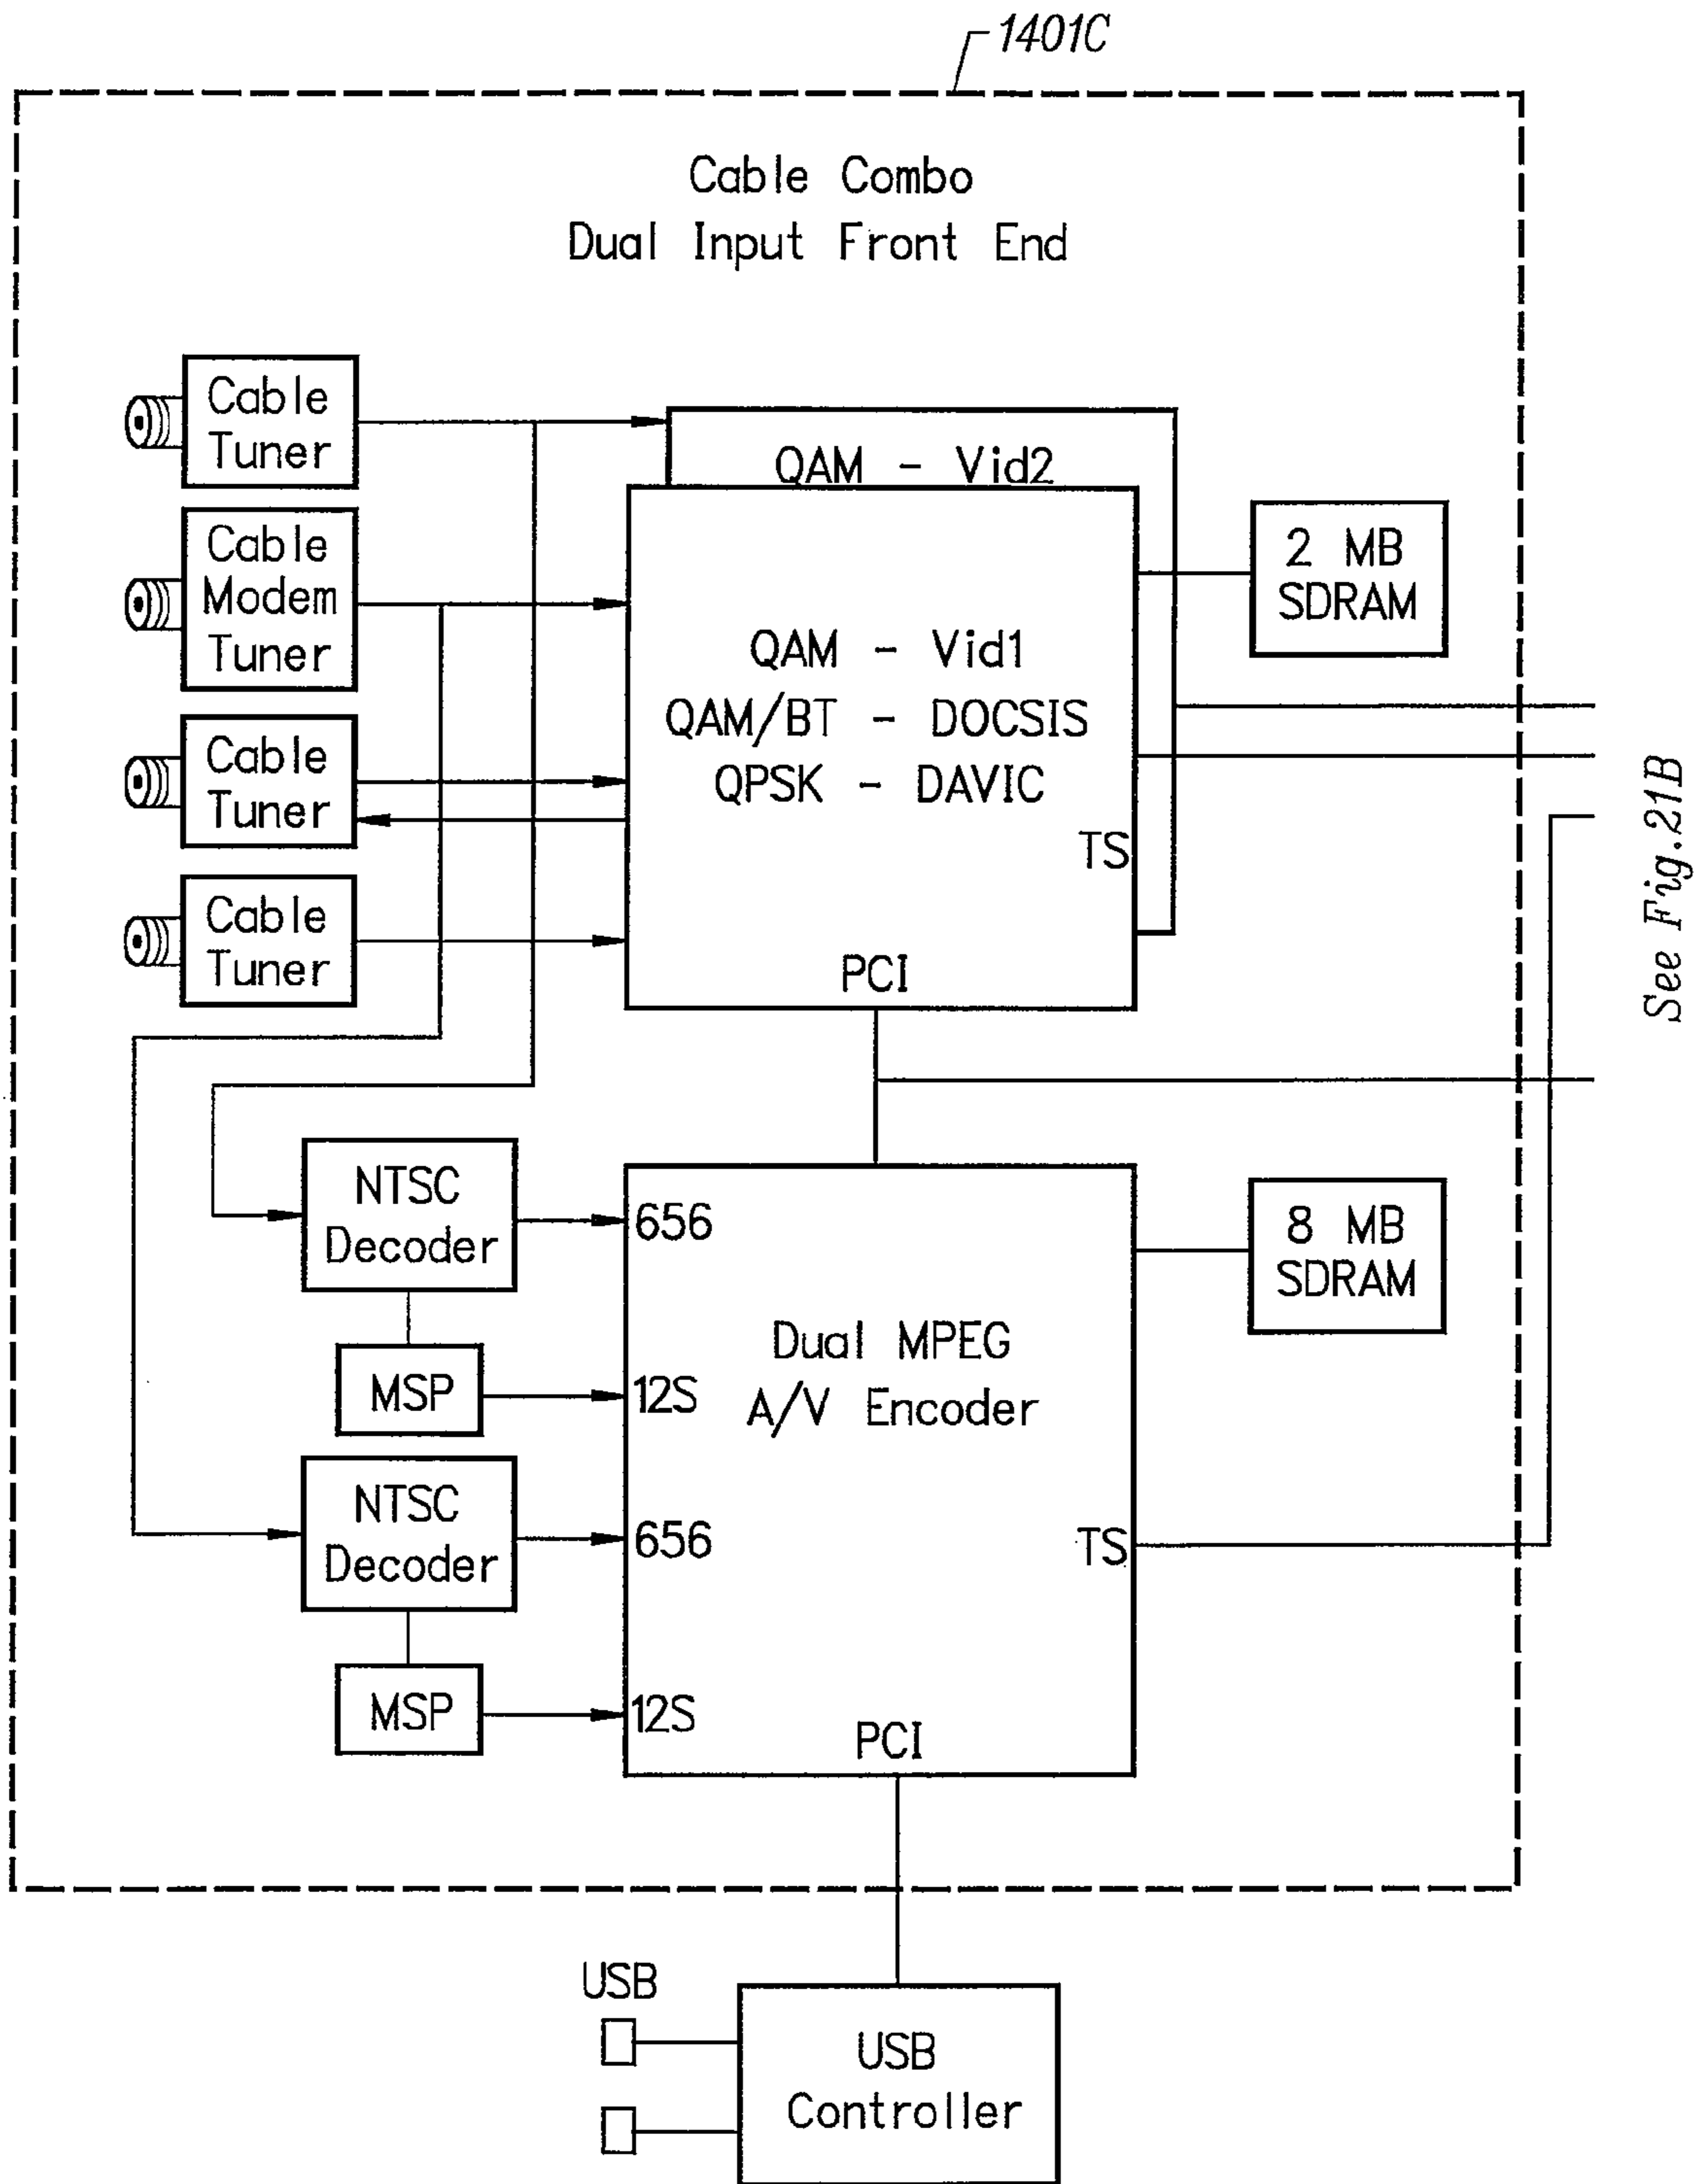 1401C
Cable Combo
Dual Input Front End
Cable
Tuner
Cable
Modem
Tuner
Cable
Tuner
Cable
Tuner
QAM - Vid2
QAM - Vid1
QAM/BT - DOCSIS
QPSK - DAVIC
TS
PCI
2 MB
SDRAM
See Fig.21B
NTSC
Decoder
MSP
NTSC
Decoder
MSP
656
12S
656
12S
Dual MPEG
A/V Encoder
TS
PCI
8 MB
SDRAM
USB
USB
Controller